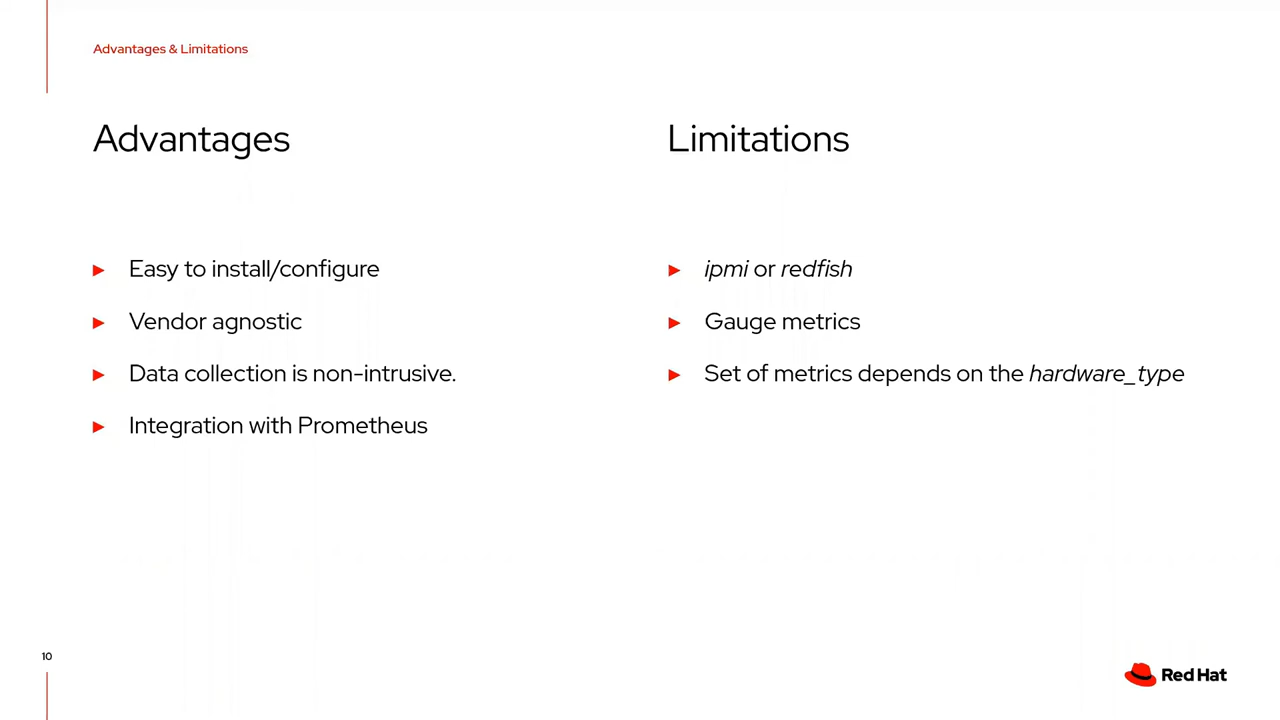 Advantages & Limitations
Advantages
Easy to install/configure
Vendor agnostic
Data collection is non-intrusive.
Integration with Prometheus
Limitations
ipmi or redfish
Gauge metrics
Set of metrics depends on the hardware_type
10
Red Hat